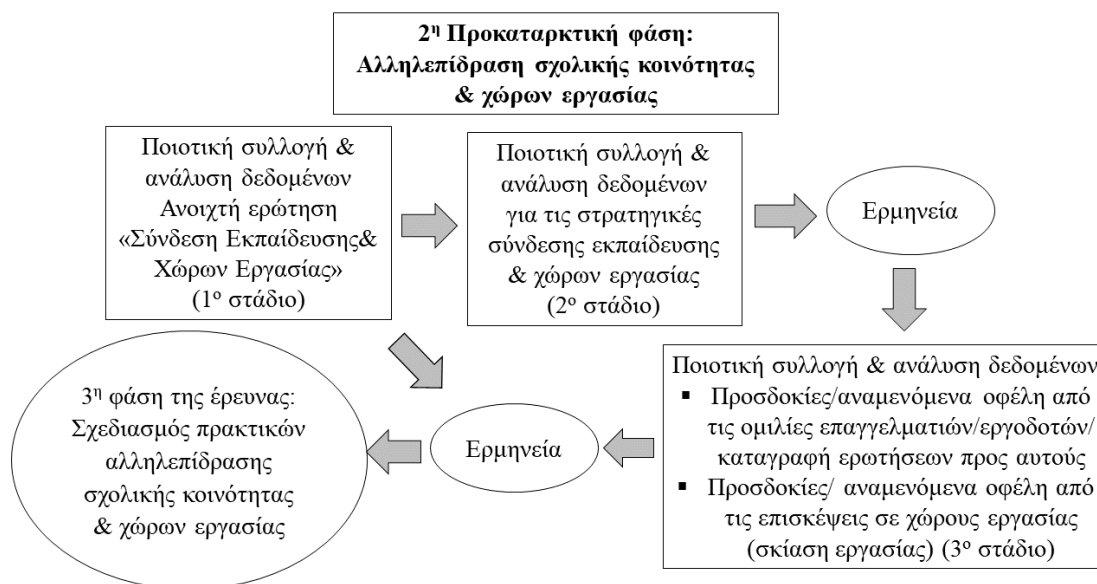 2η Προκαταρκτική φάση:
Αλληλεπίδραση σχολικής κοινότητας
& χώρων εργασίας
Ποιοτική συλλογή &
ανάλυση δεδομένων
Ανοιχτή ερώτηση
«Σύνδεση Εκπαίδευσης&
Χώρων Εργασίας»
(1ο στάδιο)
Ποιοτική συλλογή &
ανάλυση δεδομένων
για τις στρατηγικές
σύνδεσης εκπαίδευσης
& χώρων εργασίας
(2ο στάδιο)
Ερμηνεία
Ποιοτική συλλογή & ανάλυση δεδομένων
▪ Προσδοκίες/αναμενόμενα οφέλη από
τις ομιλίες επαγγελματιών/εργοδοτών/
καταγραφή ερωτήσεων προς αυτούς
▪ Προσδοκίες/ αναμενόμενα οφέλη από
τις επισκέψεις σε χώρους εργασίας
(σκίαση εργασίας) (3ο στάδιο)
Ερμηνεία
3η φάση της έρευνας:
Σχεδιασμός πρακτικών
αλληλεπίδρασης
σχολικής κοινότητας
& χώρων εργασίας